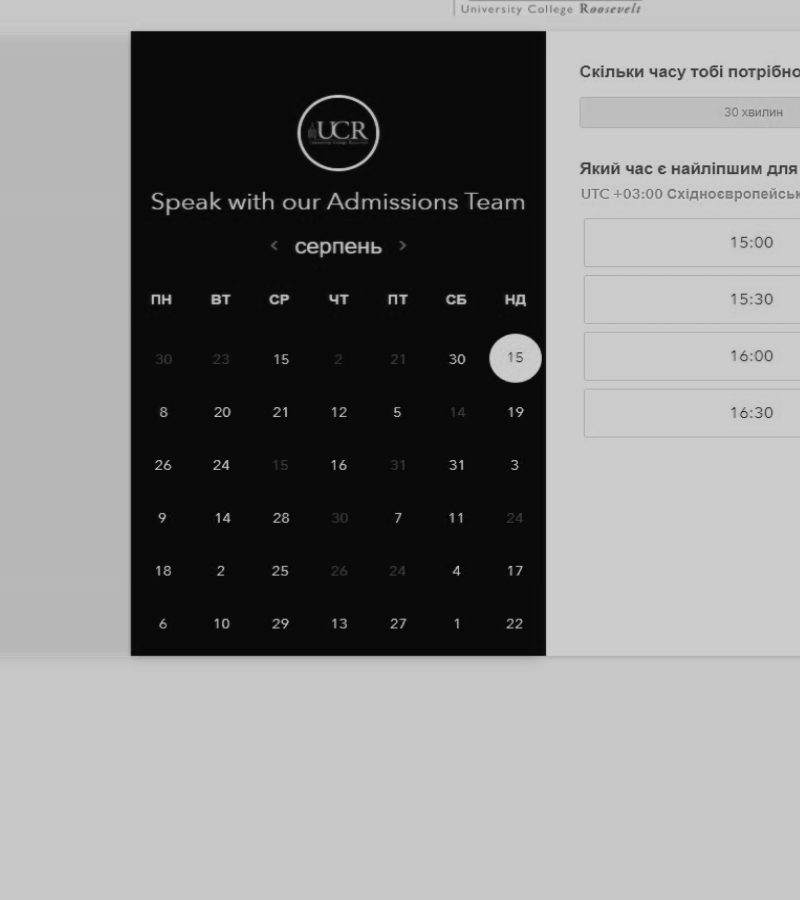 University College Roosevelt
UCR
Speak with our Admissions Team
< серпень >
ПН ВТ СР ЧТ ПТ СБ НД
30 23 15 2 21 30 15
8 20 21 12 5 14 19
26 24 15 16 31 31 3
9 14 28 30 7 11 24
18 2 25 26 24 4 17
6 10 29 13 27 1 22
Скільки часу тобі потрібно
30 хвилин
Який час є найліпшим для
UTC +03:00 Східноєвропейськ
15:00
15:30
16:00
16:30